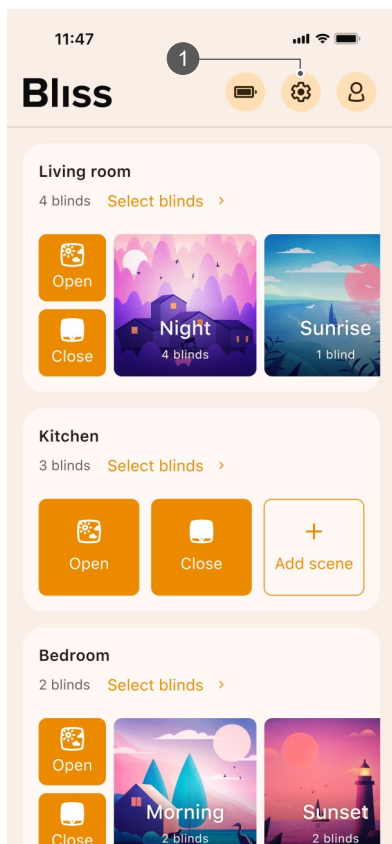 11:47
1
Bliss
Living room
4 blinds Select blinds >
Open
Close
Night
4 blinds
Sunrise
1 blind
Kitchen
3 blinds Select blinds >
Open
Close
+
Add scene
Bedroom
2 blinds Select blinds >
Open
Close
Morning
2 blinds
Sunset
2 blinds